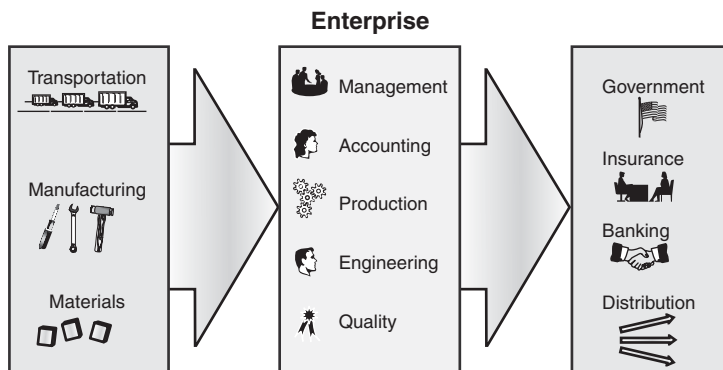 Enterprise
Transportation
Manufacturing
Materials
Management
Accounting
Production
Engineering
Quality
Government
Insurance
Banking
Distribution